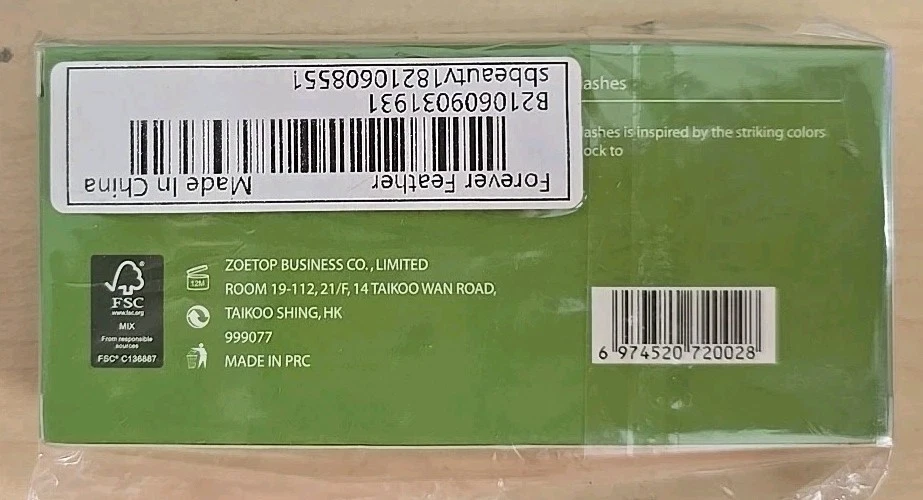 sbbeauty18210608551
B210609031931
Forever Feather Made In China
ashes
ashes is inspired by the striking colors
ock to
FSC
www.fsc.org
MIX
From responsible
sources
FSC® C136887
12M
ZOETOP BUSINESS CO., LIMITED
ROOM 19-112, 21/F, 14 TAIKOO WAN ROAD,
TAIKOO SHING, HK
999077
MADE IN PRC
6 974520 720028